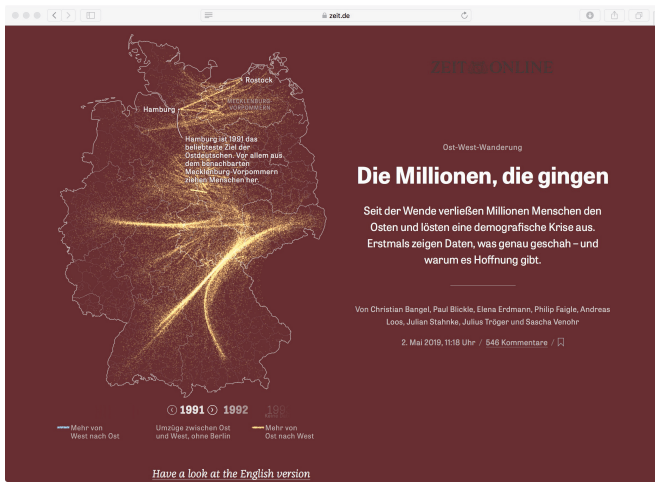 zeit.de
ZEIT ONLINE
Rostock
MECKLENBURG-
VORPOMMERN
Hamburg
Hamburg ist 1991 das
beliebteste Ziel der
Ostdeutschen. Vor allem aus
dem benachbarten
Mecklenburg-Vorpommern
ziehen Menschen her.
1991 1992
Mehr von
West nach Ost
Umzüge zwischen Ost
und West, ohne Berlin
Mehr von
Ost nach West
Have a look at the English version
Ost-West-Wanderung
Die Millionen, die gingen
Seit der Wende verließen Millionen Menschen den
Osten und lösten eine demografische Krise aus.
Erstmals zeigen Daten, was genau geschah – und
warum es Hoffnung gibt.
Von Christian Bangel, Paul Blickle, Elena Erdmann, Philip Faigle, Andreas
Loos, Julian Stahnke, Julius Tröger und Sascha Venohr
2. Mai 2019, 11:18 Uhr / 546 Kommentare /